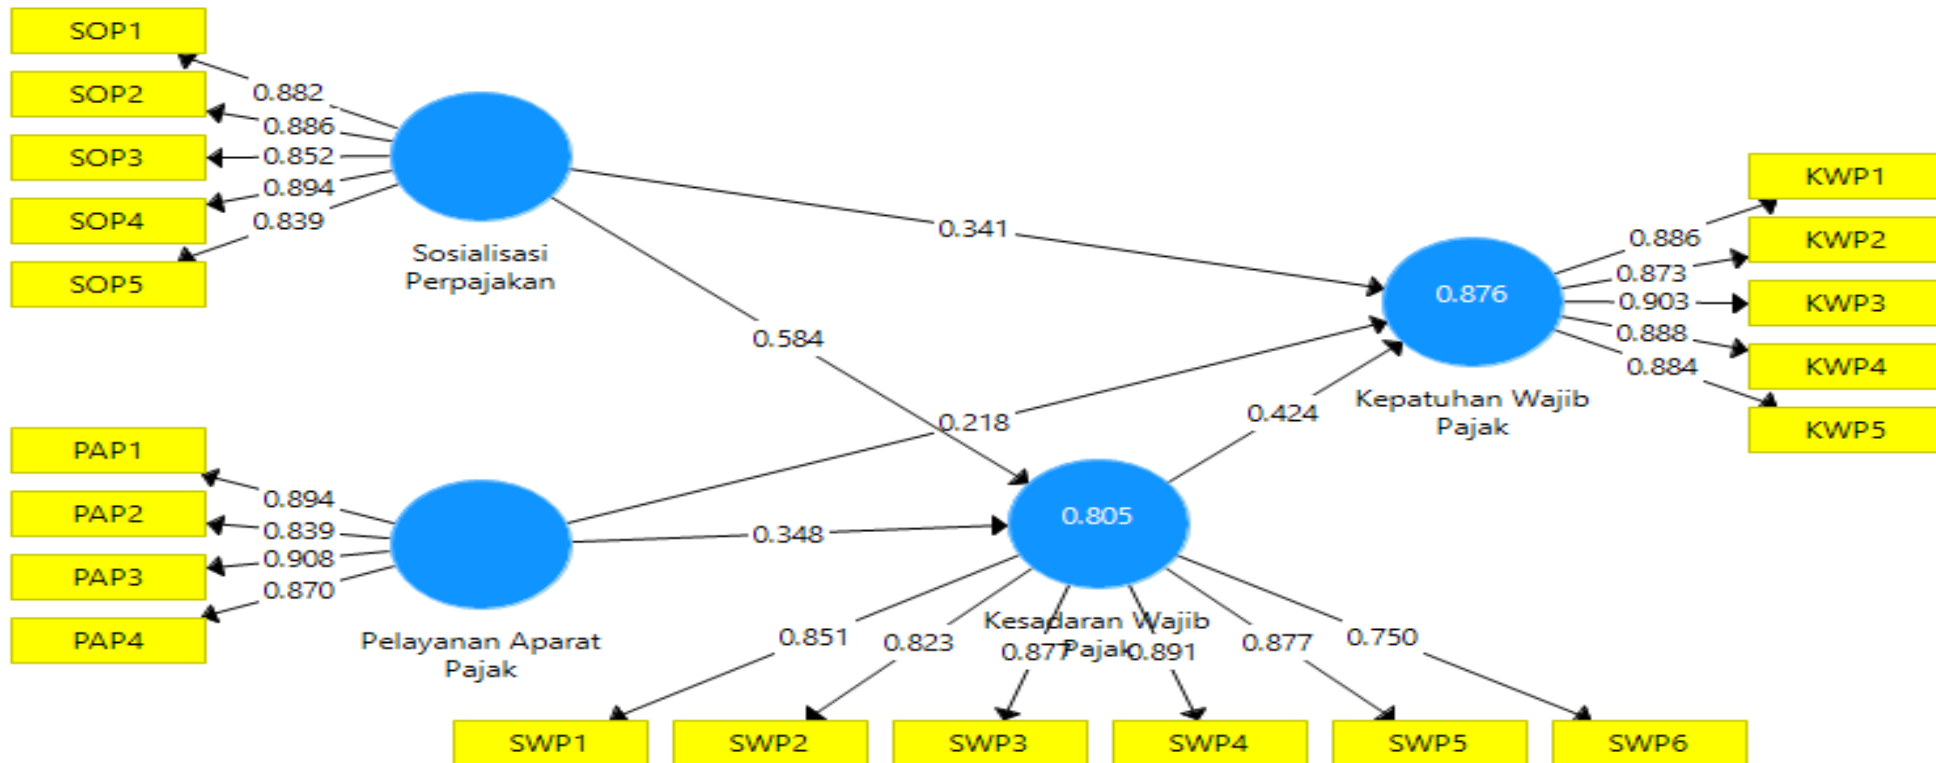 SOP1
SOP2
SOP3
SOP4
SOP5
0.882
0.886
0.852
0.894
0.839
Sosialisasi
Perpajakan
0.341
0.584
0.218
0.348
0.424
PAP1
PAP2
PAP3
PAP4
0.894
0.839
0.908
0.870
Pelayanan Aparat
Pajak
0.876
Kepatuhan Wajib
Pajak
0.886
0.873
0.903
0.888
0.884
KWP1
KWP2
KWP3
KWP4
KWP5
0.805
Kesadaran Wajib
Pajak
0.851
0.823
0.877
0.891
0.877
0.750
SWP1
SWP2
SWP3
SWP4
SWP5
SWP6